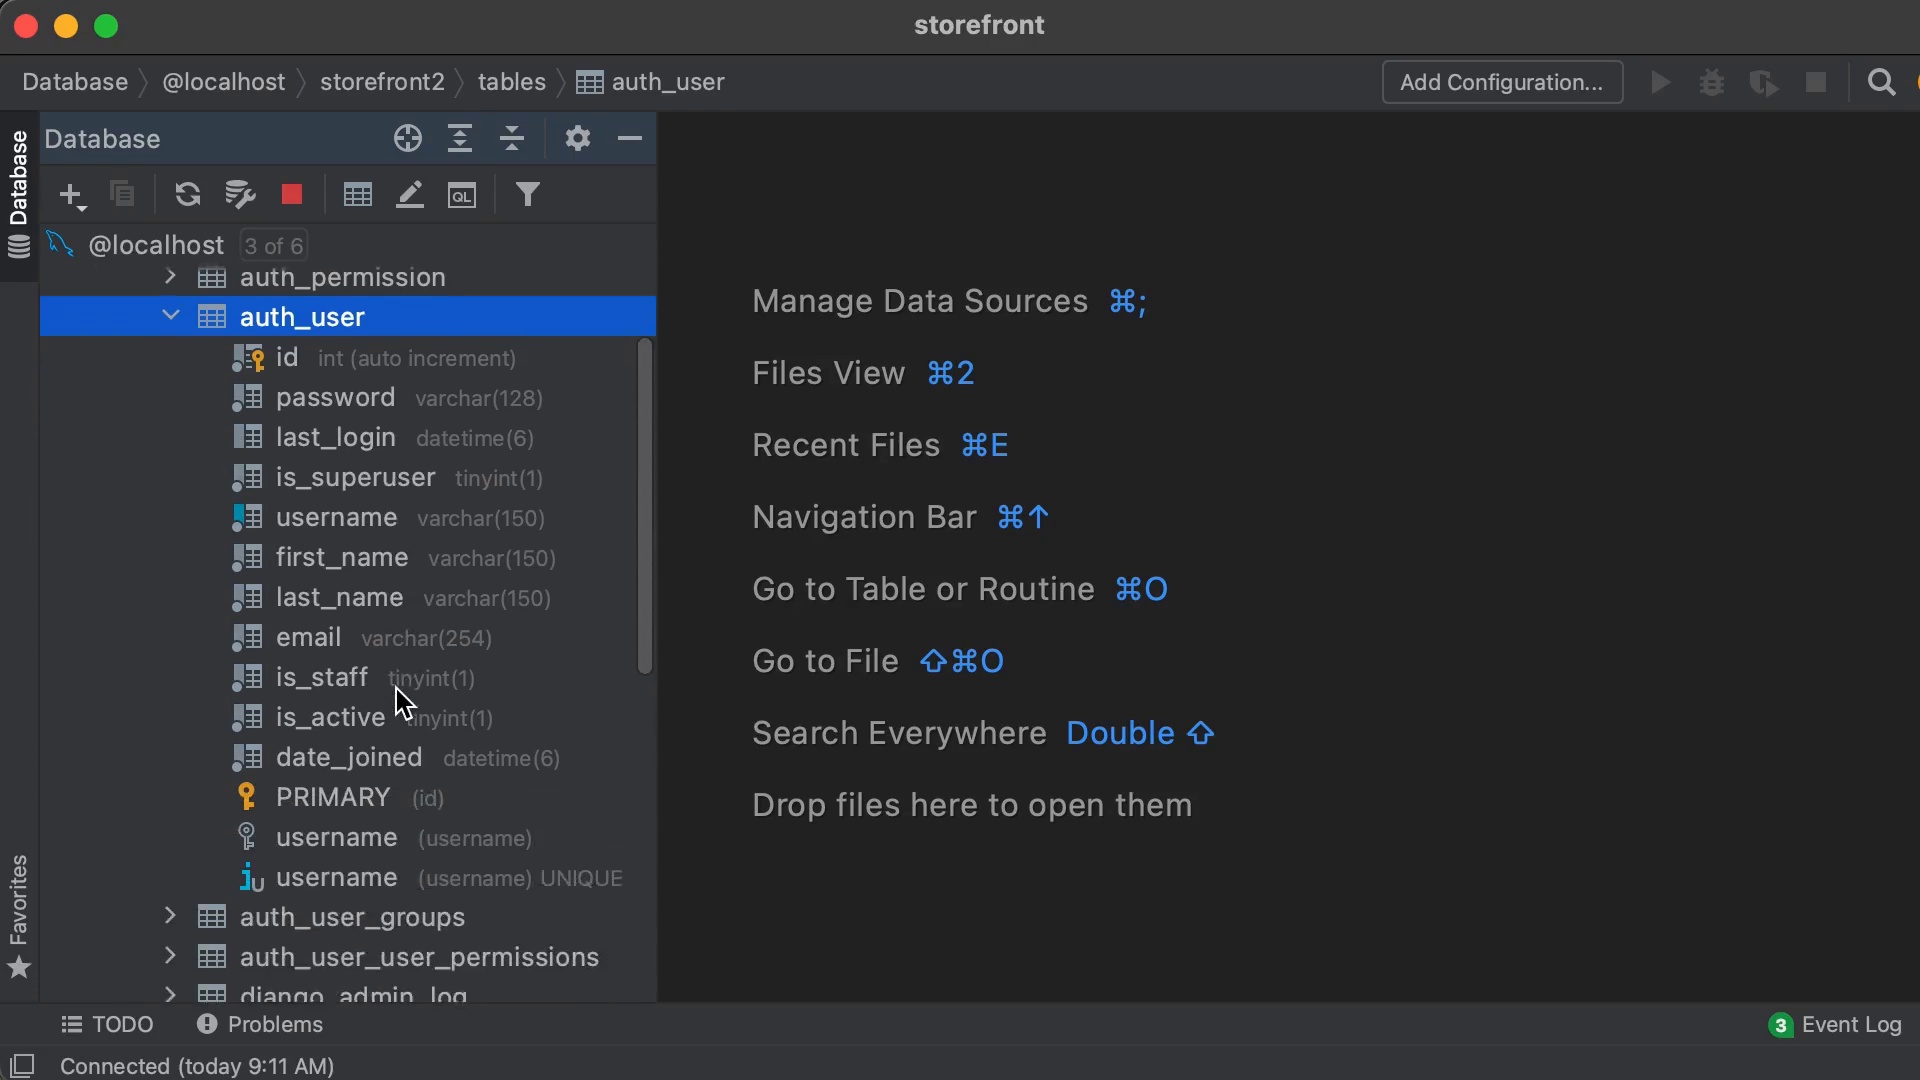 storefront
Database @localhost storefront2 tables auth_user
Add Configuration...
Database
Database
QL
@localhost 3 of 6
auth_permission
auth_user
id int (auto increment)
password varchar(128)
last_login datetime(6)
is_superuser tinyint(1)
username varchar(150)
first_name varchar(150)
last_name varchar(150)
email varchar(254)
is_staff tinyint(1)
is_active tinyint(1)
date_joined datetime(6)
PRIMARY (id)
username (username)
username (username) UNIQUE
auth_user_groups
auth_user_user_permissions
django_admin_log
Favorites
Manage Data Sources ⌘;
Files View ⌘2
Recent Files ⌘E
Navigation Bar ⌘↑
Go to Table or Routine ⌘O
Go to File ⇧⌘O
Search Everywhere Double ⇧
Drop files here to open them
TODO Problems
3 Event Log
Connected (today 9:11 AM)